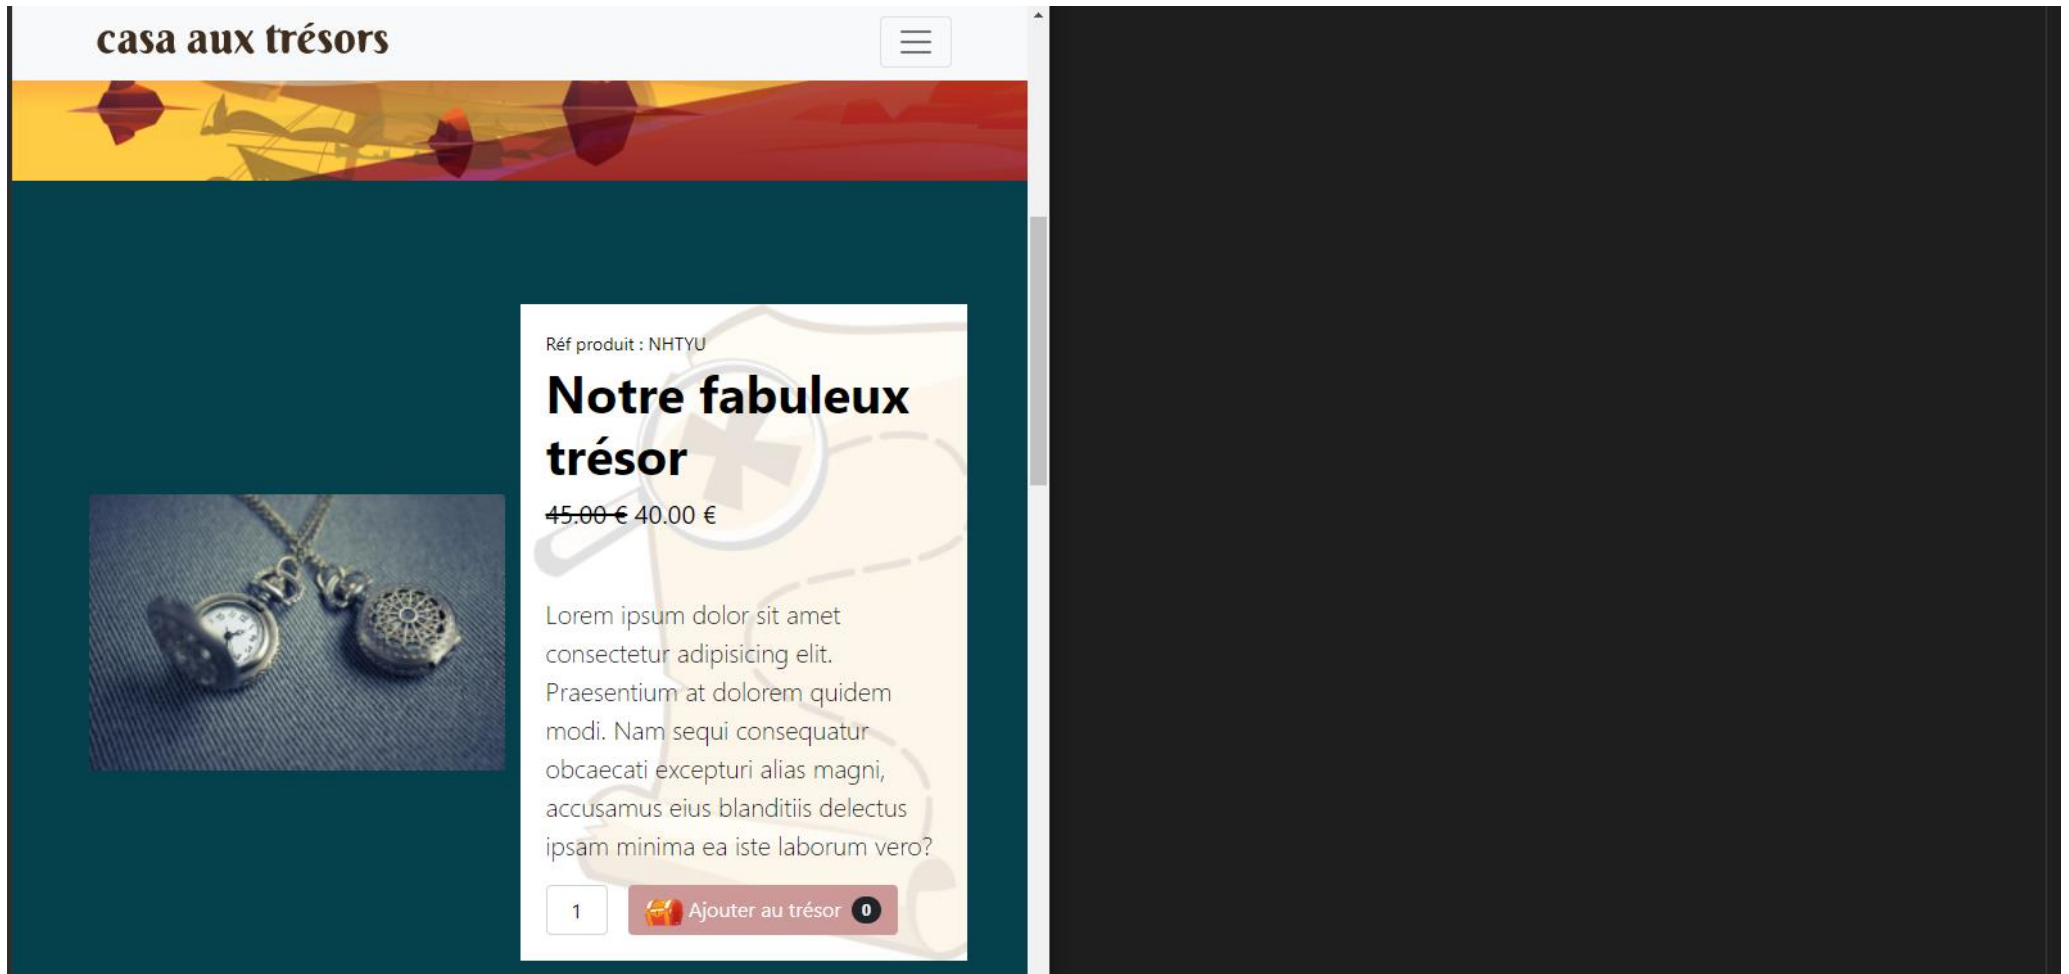 casa aux trésors
Réf produit : NHTYU
Notre fabuleux
trésor
45.00 € 40.00 €
Lorem ipsum dolor sit amet
consectetur adipisicing elit.
Praesentium at dolorem quidem
modi. Nam sequi consequatur
obcaecati excepturi alias magni,
accusamus eius blanditiis delectus
ipsam minima ea iste laborum vero?
1 Ajouter au trésor 0